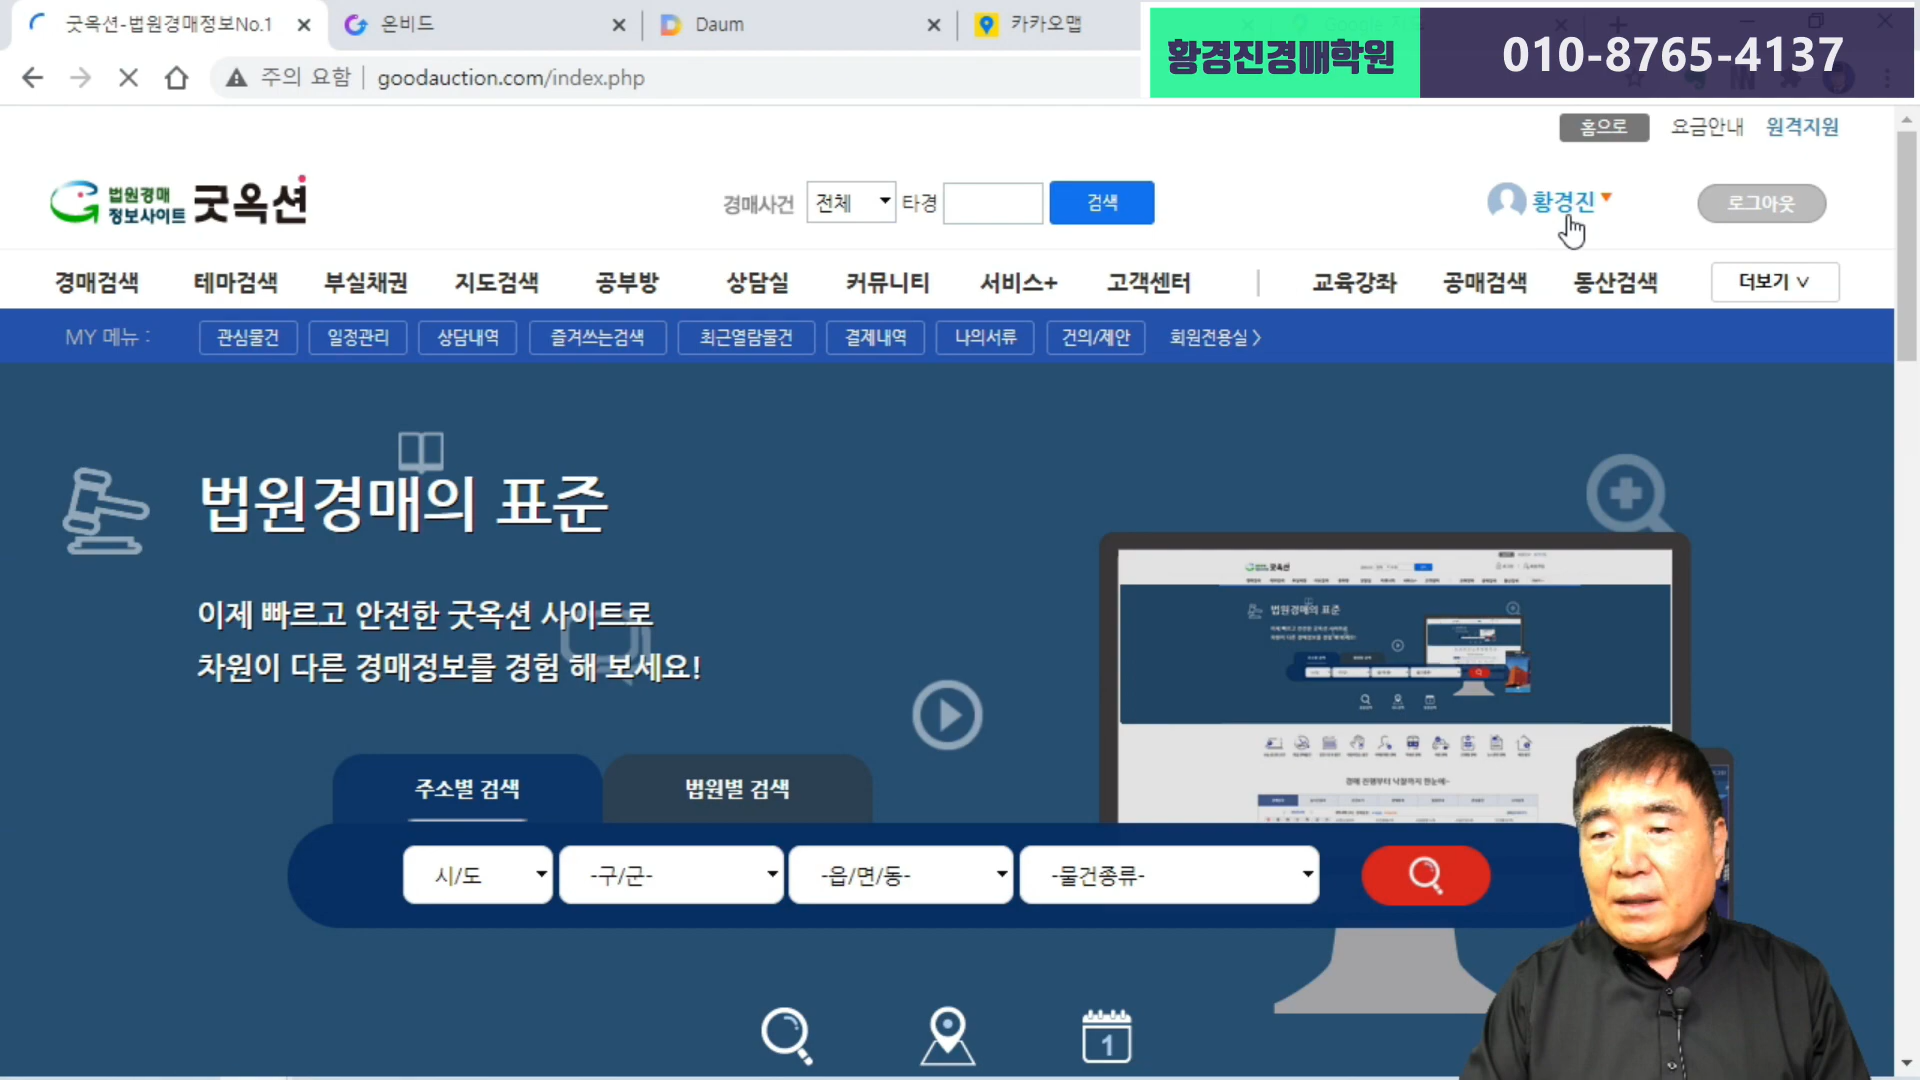 굿옥션-법원경매정보No.1
온비드
Daum
카카오맵
황경진경매학원
010-8765-4137
주의 요함
goodauction.com/index.php
홈으로
요금안내
원격지원
법원경매
정보사이트
굿옥션
경매사건
전체
타경
검색
황경진
로그아웃
경매검색
테마검색
부실채권
지도검색
공부방
상담실
커뮤니티
서비스+
고객센터
교육강좌
공매검색
동산검색
더보기 ∨
MY 메뉴 :
관심물건
일정관리
상담내역
즐겨쓰는검색
최근열람물건
결제내역
나의서류
건의/제안
회원전용실 >
법원경매의 표준
이제 빠르고 안전한 굿옥션 사이트로
차원이 다른 경매정보를 경험 해 보세요!
굿옥션
법원경매의 표준
주소별 검색
법원별 검색
시/도
-구/군-
-읍/면/동-
-물건종류-
1